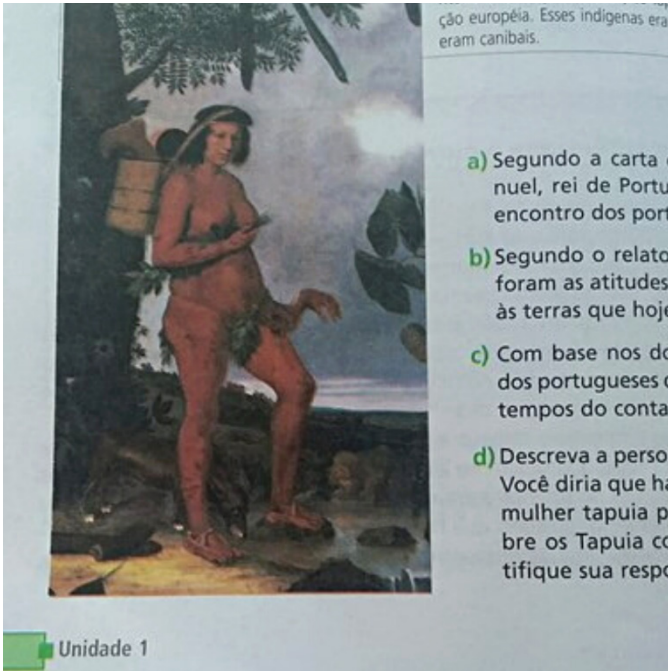 ção européia. Esses indígenas era
eram canibais.
a) Segundo a carta
nuel, rei de Portu
encontro dos port
b) Segundo o relato
foram as atitudes
às terras que hoje
c) Com base nos do
dos portugueses
tempos do conta
d) Descreva a perso
Você diria que ha
mulher tapuia p
bre os Tapuia co
tifique sua respo
Unidade 1